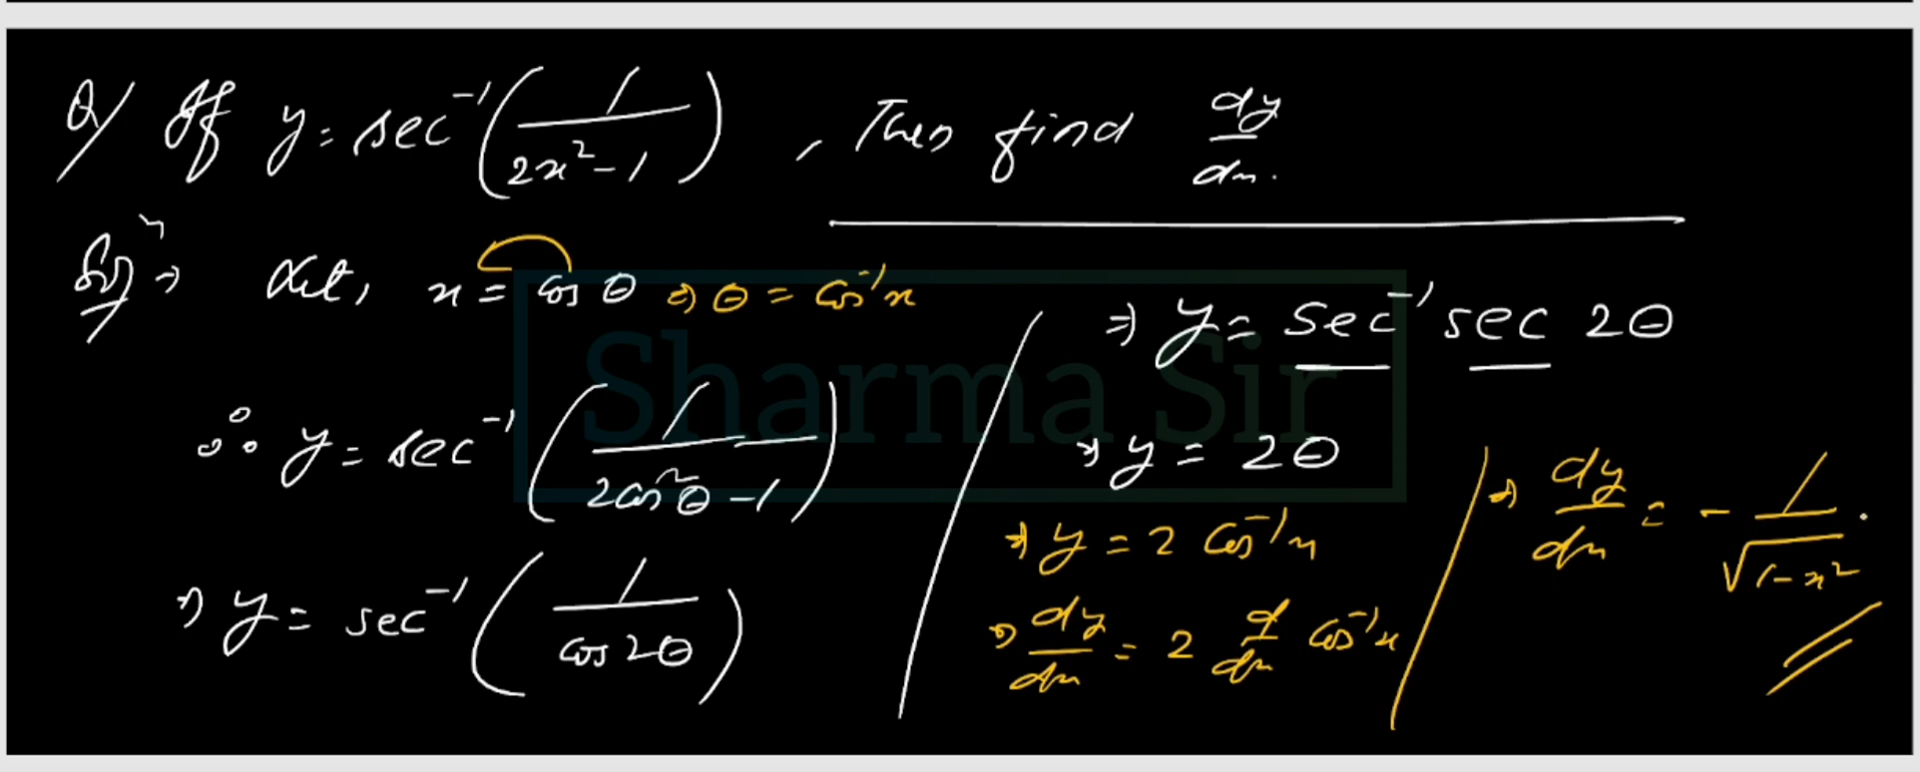 Q/ If y = sec⁻¹(1/(2x²-1)), Then find dy/dx.
Solⁿ⇒ Let, x = cos θ ⇒ θ = cos⁻¹x
∴ y = sec⁻¹(1/(2cos²θ-1))
⇒ y = sec⁻¹(1/cos 2θ)
⇒ y = sec⁻¹ sec 2θ
⇒ y = 2θ
⇒ y = 2 cos⁻¹x
⇒ dy/dx = 2 d/dx cos⁻¹x
⇒ dy/dx = - 1/√(1-x²).
Sharma Sir